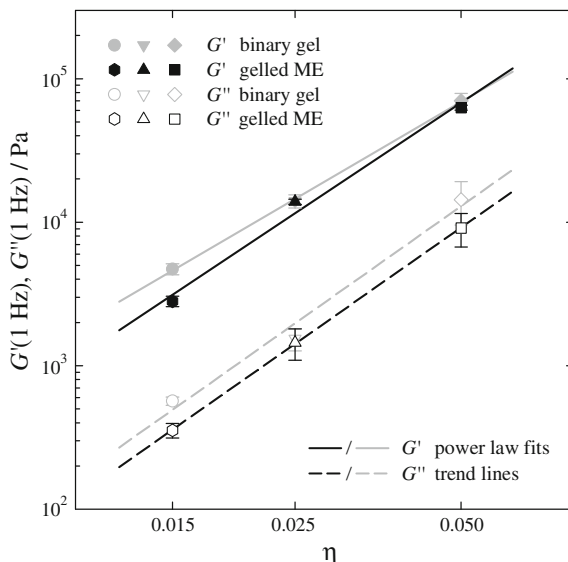 G' binary gel
G' gelled ME
G'' binary gel
G'' gelled ME
10^5
10^4
10^3
10^2
G'(1 Hz), G''(1 Hz) / Pa
/ G' power law fits
/ G'' trend lines
0.015 0.025 0.050
η